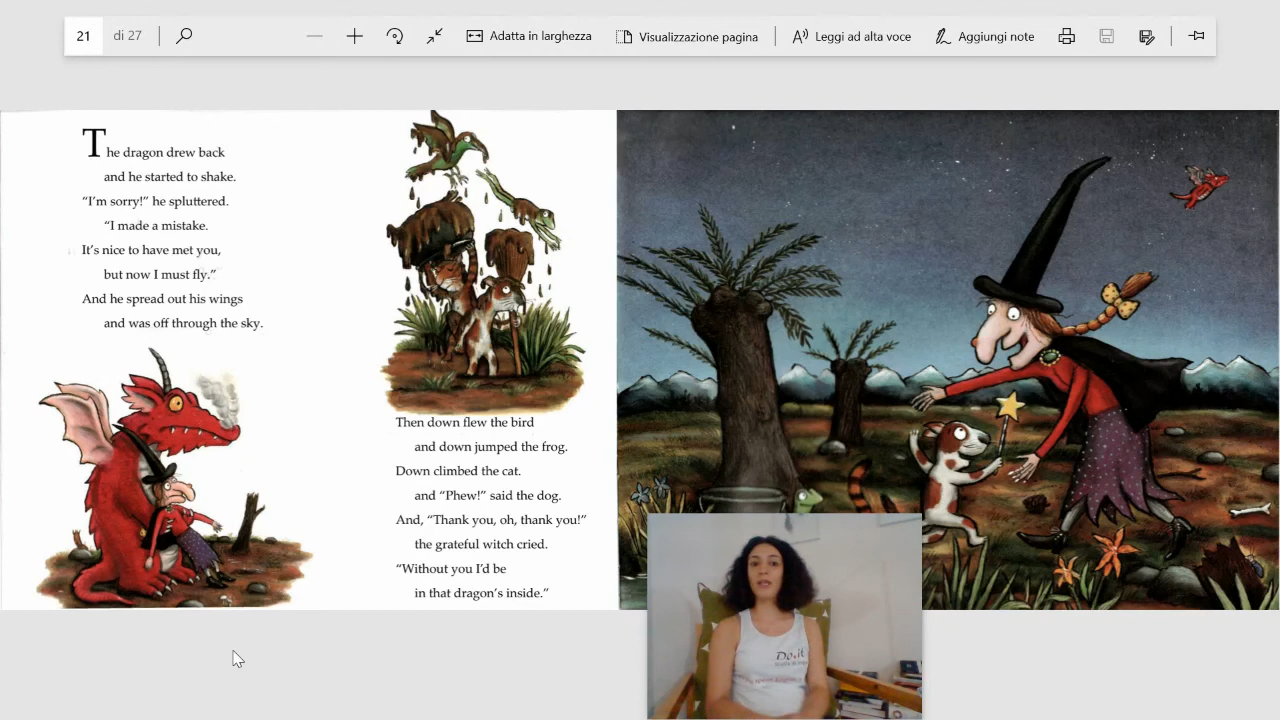 21 di 27 Adatta in larghezza Visualizzazione pagina Leggi ad alta voce Aggiungi note
The dragon drew back
and he started to shake.
“I’m sorry!” he spluttered.
“I made a mistake.
It’s nice to have met you,
but now I must fly.”
And he spread out his wings
and was off through the sky.
Then down flew the bird
and down jumped the frog.
Down climbed the cat.
and “Phew!” said the dog.
And, “Thank you, oh, thank you!”
the grateful witch cried.
“Without you I’d be
in that dragon’s inside.”
Do.it